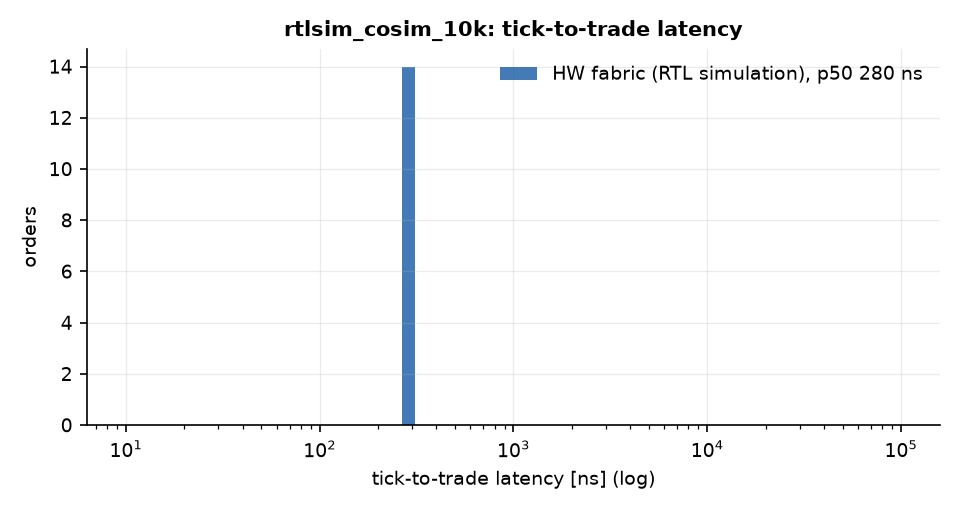 rtlsim_cosim_10k: tick-to-trade latency
HW fabric (RTL simulation), p50 280 ns
orders
14
12
10
8
6
4
2
0
10¹ 10² 10³ 10⁴ 10⁵
tick-to-trade latency [ns] (log)